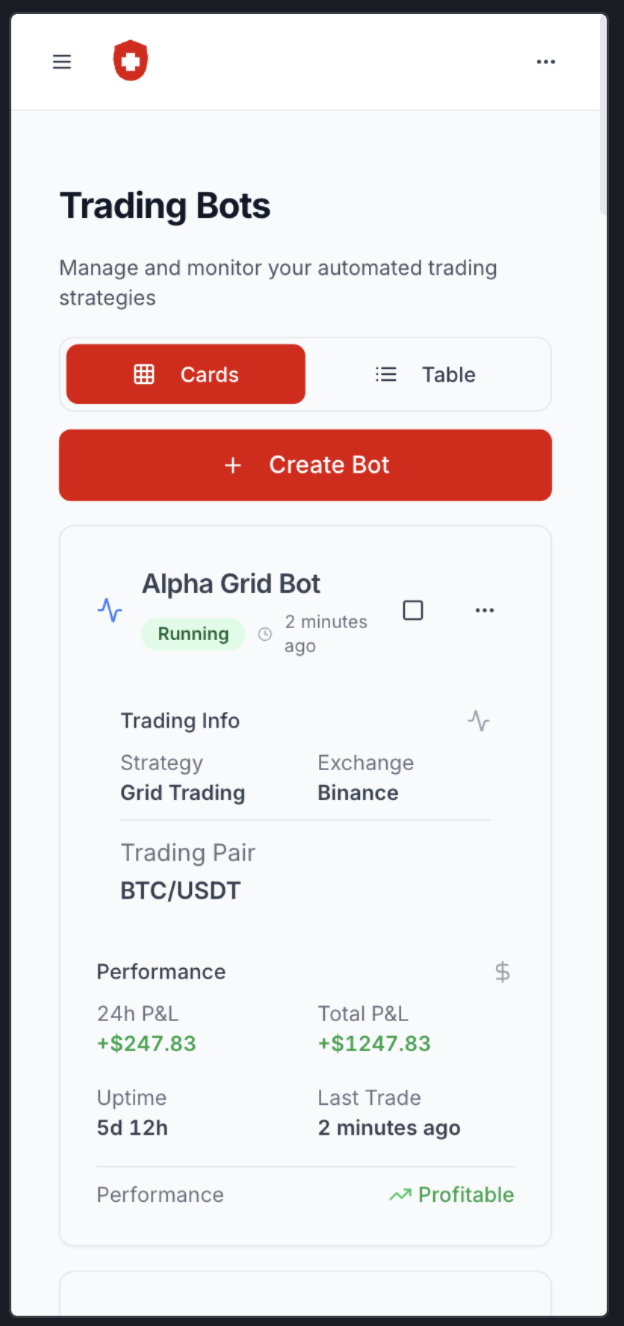 Trading Bots
Manage and monitor your automated trading
strategies
Cards
Table
Create Bot
Alpha Grid Bot
Running
2 minutes
ago
Trading Info
Strategy
Exchange
Grid Trading
Binance
Trading Pair
BTC/USDT
Performance
24h P&L
Total P&L
+$247.83
+$1247.83
Uptime
Last Trade
5d 12h
2 minutes ago
Performance
Profitable